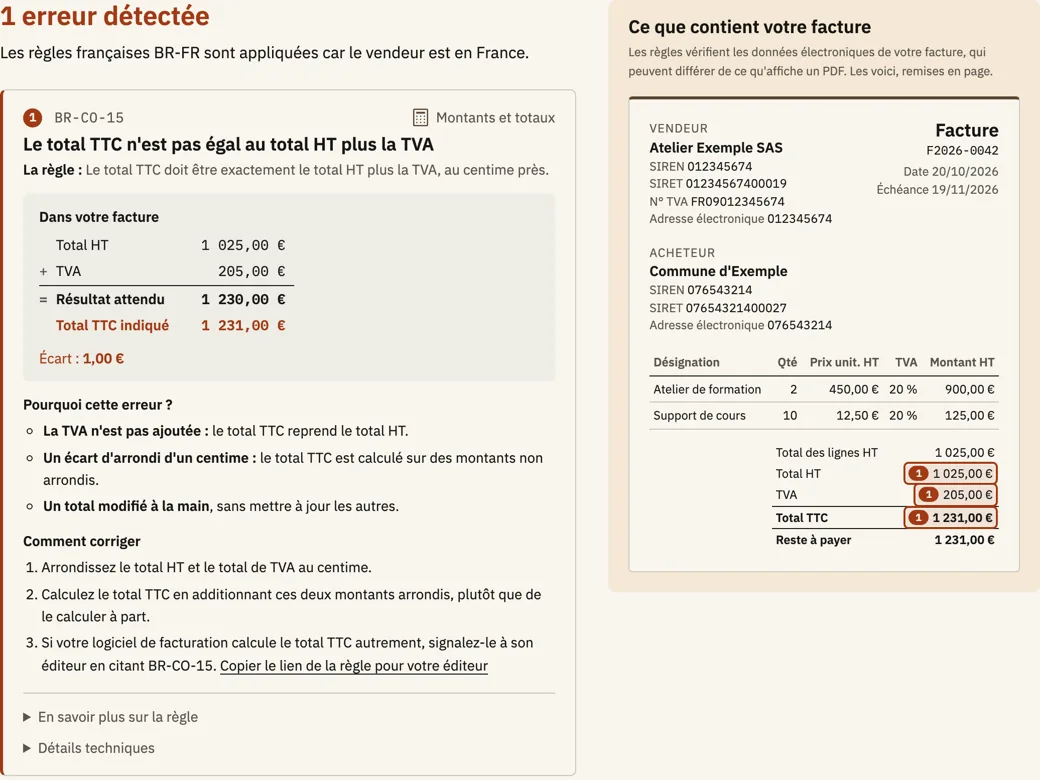 1 erreur détectée
Les règles françaises BR-FR sont appliquées car le vendeur est en France.
1 BR-CO-15 Montants et totaux
Le total TTC n'est pas égal au total HT plus la TVA
La règle : Le total TTC doit être exactement le total HT plus la TVA, au centime près.
Dans votre facture
Total HT 1 025,00 €
+ TVA 205,00 €
= Résultat attendu 1 230,00 €
Total TTC indiqué 1 231,00 €
Écart : 1,00 €
Pourquoi cette erreur ?
La TVA n'est pas ajoutée : le total TTC reprend le total HT.
Un écart d'arrondi d'un centime : le total TTC est calculé sur des montants non
arrondis.
Un total modifié à la main, sans mettre à jour les autres.
Comment corriger
1. Arrondissez le total HT et le total de TVA au centime.
2. Calculez le total TTC en additionnant ces deux montants arrondis, plutôt que de
le calculer à part.
3. Si votre logiciel de facturation calcule le total TTC autrement, signalez-le à son
éditeur en citant BR-CO-15. Copier le lien de la règle pour votre éditeur
En savoir plus sur la règle
Détails techniques
Ce que contient votre facture
Les règles vérifient les données électroniques de votre facture, qui
peuvent différer de ce qu'affiche un PDF. Les voici, remises en page.
VENDEUR
Atelier Exemple SAS
SIREN 012345674
SIRET 01234567400019
N° TVA FR09012345674
Adresse électronique 012345674
Facture
F2026-0042
Date 20/10/2026
Échéance 19/11/2026
ACHETEUR
Commune d'Exemple
SIREN 076543214
SIRET 07654321400027
Adresse électronique 076543214
Désignation Qté Prix unit. HT TVA Montant HT
Atelier de formation 2 450,00 € 20 % 900,00 €
Support de cours 10 12,50 € 20 % 125,00 €
Total des lignes HT 1 025,00 €
Total HT 1 1 025,00 €
TVA 1 205,00 €
Total TTC 1 1 231,00 €
Reste à payer 1 231,00 €